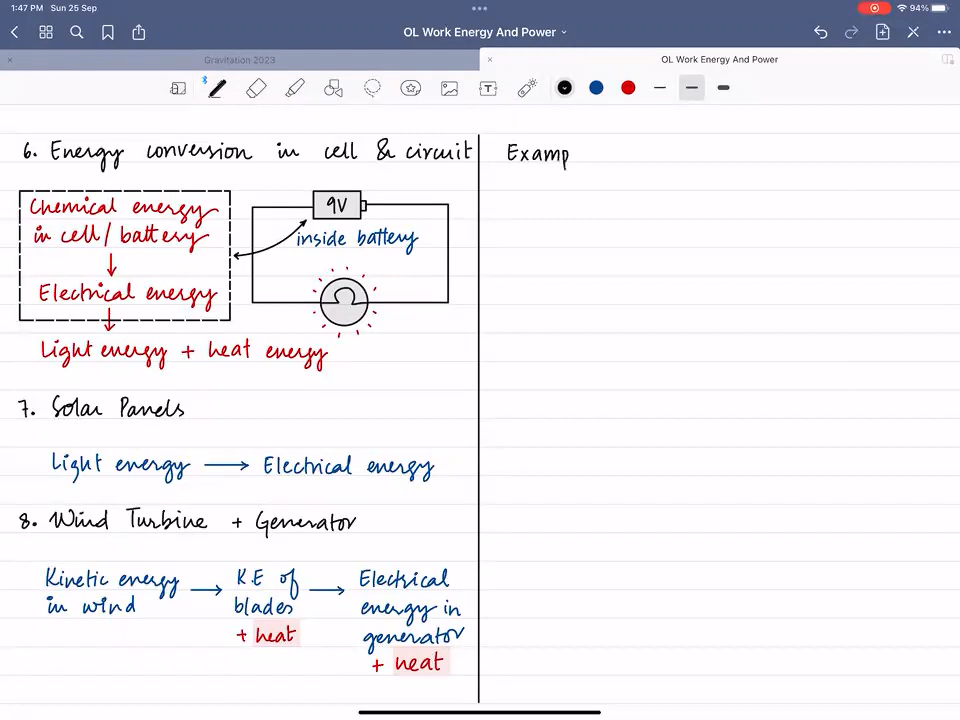 1:47 PM Sun 25 Sep
94%
OL Work Energy And Power
Gravitation 2023
OL Work Energy And Power
6. Energy conversion in cell & circuit
Chemical energy
in cell/battery
Electrical energy
Light energy + heat energy
9V
inside battery
7. Solar Panels
Light energy → Electrical energy
8. Wind Turbine + Generator
Kinetic energy → K.E of → Electrical
in wind blades energy in
+ heat generator
+ heat
Examp